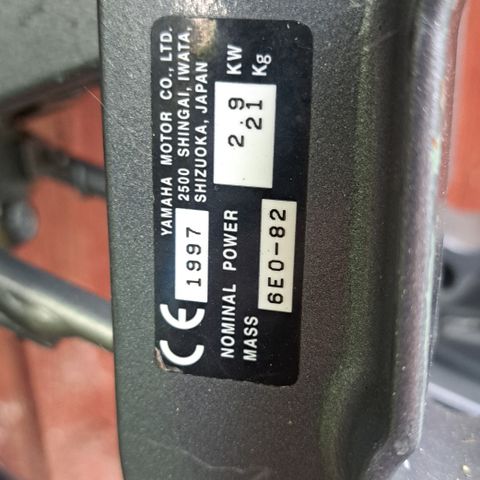 YAMAHA MOTOR CO., LTD.
2500 SHINGAI, IWATA,
SHIZUOKA, JAPAN
CE 1997
NOMINAL POWER 2.9 KW
MASS 21 Kg
6E0-82